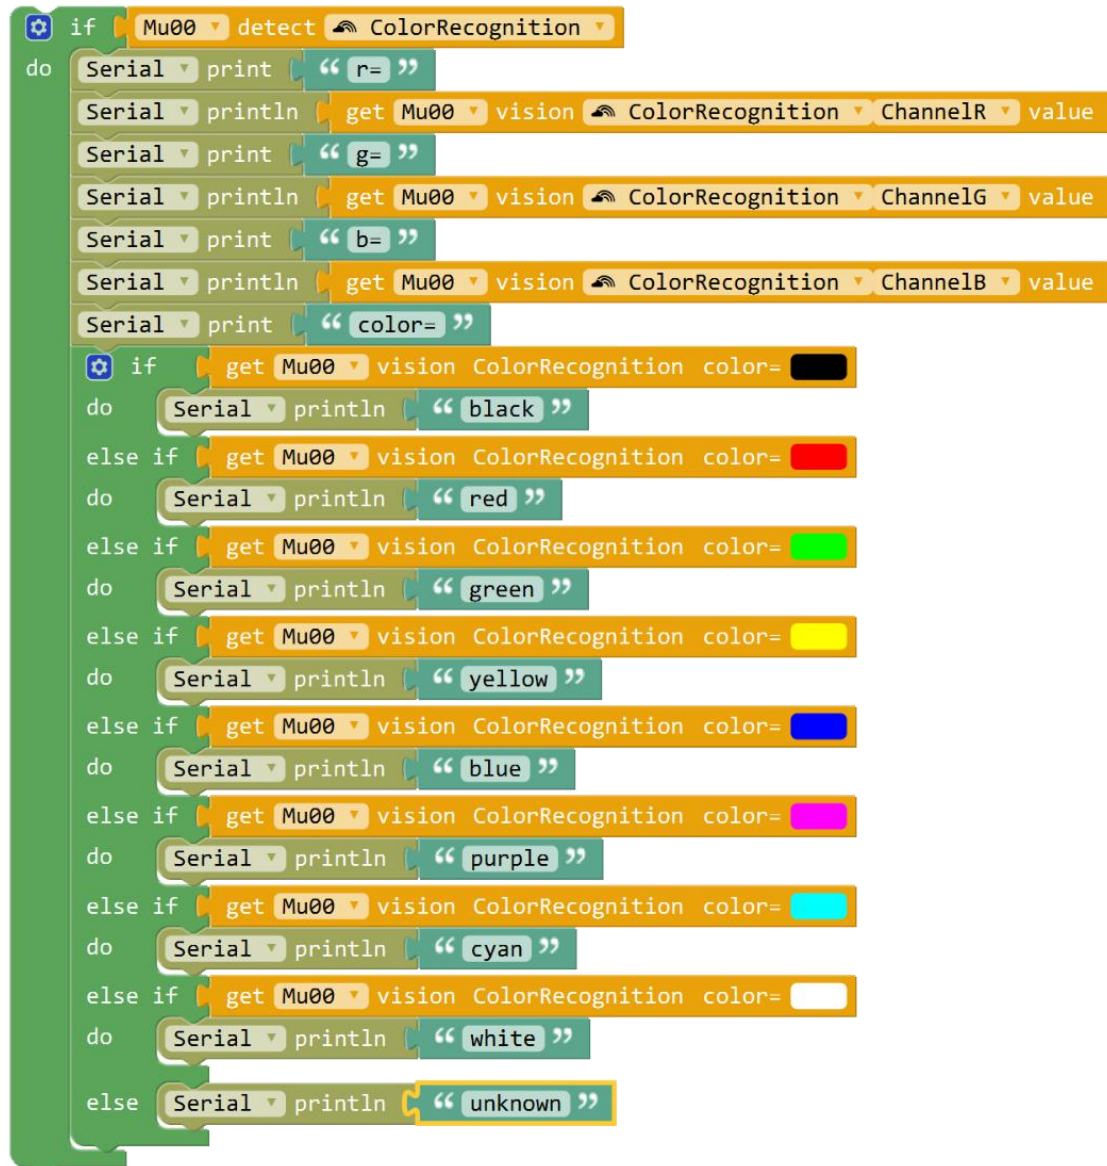 if Mu00 detect ColorRecognition
do Serial print “ r= ”
Serial println get Mu00 vision ColorRecognition ChannelR value
Serial print “ g= ”
Serial println get Mu00 vision ColorRecognition ChannelG value
Serial print “ b= ”
Serial println get Mu00 vision ColorRecognition ChannelB value
Serial print “ color= ”
if get Mu00 vision ColorRecognition color=
do Serial println “ black ”
else if get Mu00 vision ColorRecognition color=
do Serial println “ red ”
else if get Mu00 vision ColorRecognition color=
do Serial println “ green ”
else if get Mu00 vision ColorRecognition color=
do Serial println “ yellow ”
else if get Mu00 vision ColorRecognition color=
do Serial println “ blue ”
else if get Mu00 vision ColorRecognition color=
do Serial println “ purple ”
else if get Mu00 vision ColorRecognition color=
do Serial println “ cyan ”
else if get Mu00 vision ColorRecognition color=
do Serial println “ white ”
else Serial println “ unknown ”